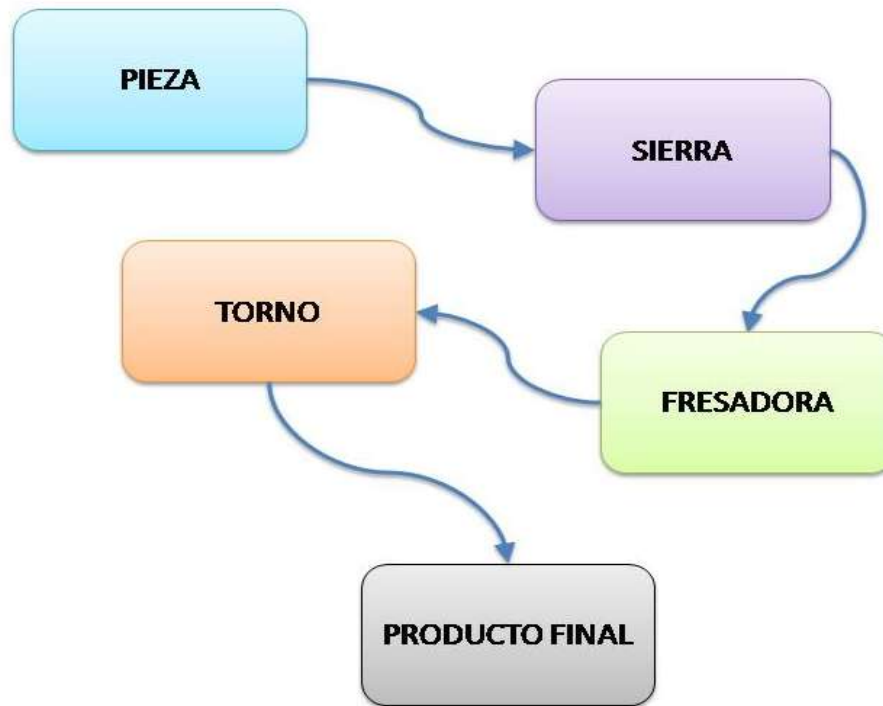 PIEZA
SIERRA
TORNO
FRESADORA
PRODUCTO FINAL